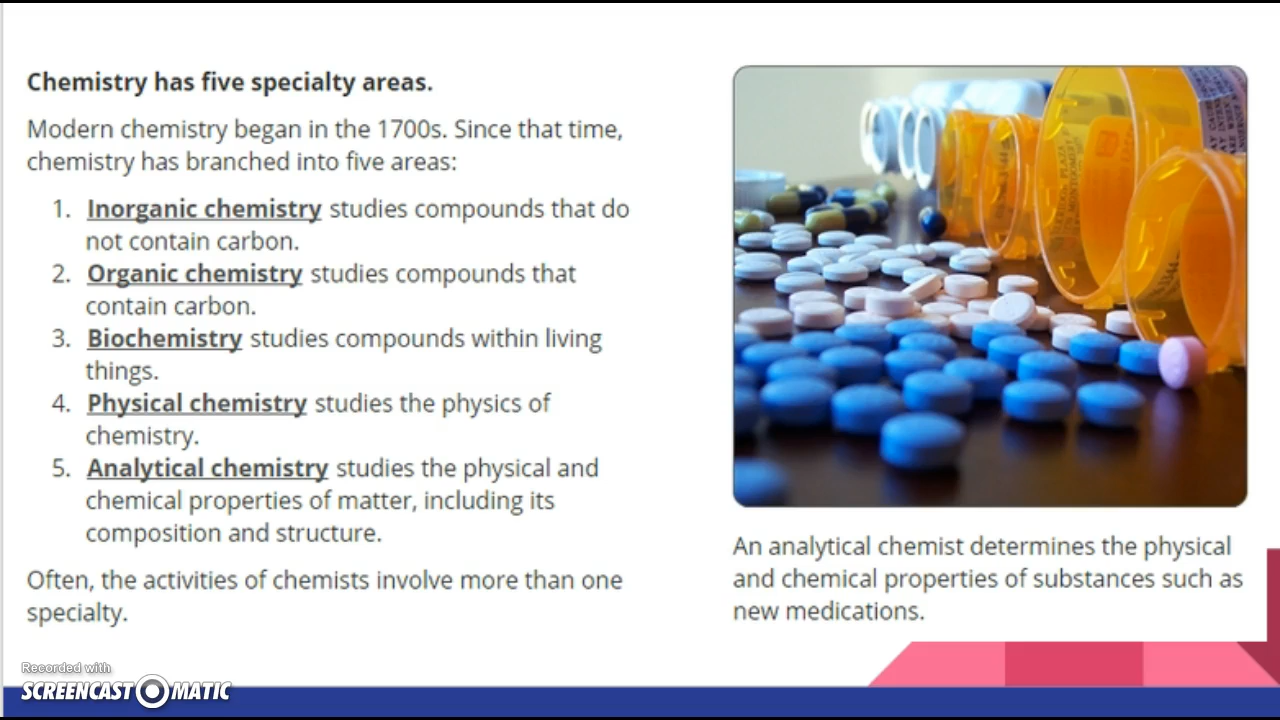 Chemistry has five specialty areas.
Modern chemistry began in the 1700s. Since that time,
chemistry has branched into five areas:
1. Inorganic chemistry studies compounds that do
not contain carbon.
2. Organic chemistry studies compounds that
contain carbon.
3. Biochemistry studies compounds within living
things.
4. Physical chemistry studies the physics of
chemistry.
5. Analytical chemistry studies the physical and
chemical properties of matter, including its
composition and structure.
Often, the activities of chemists involve more than one
specialty.
An analytical chemist determines the physical
and chemical properties of substances such as
new medications.
Recorded with
SCREENCAST-O-MATIC